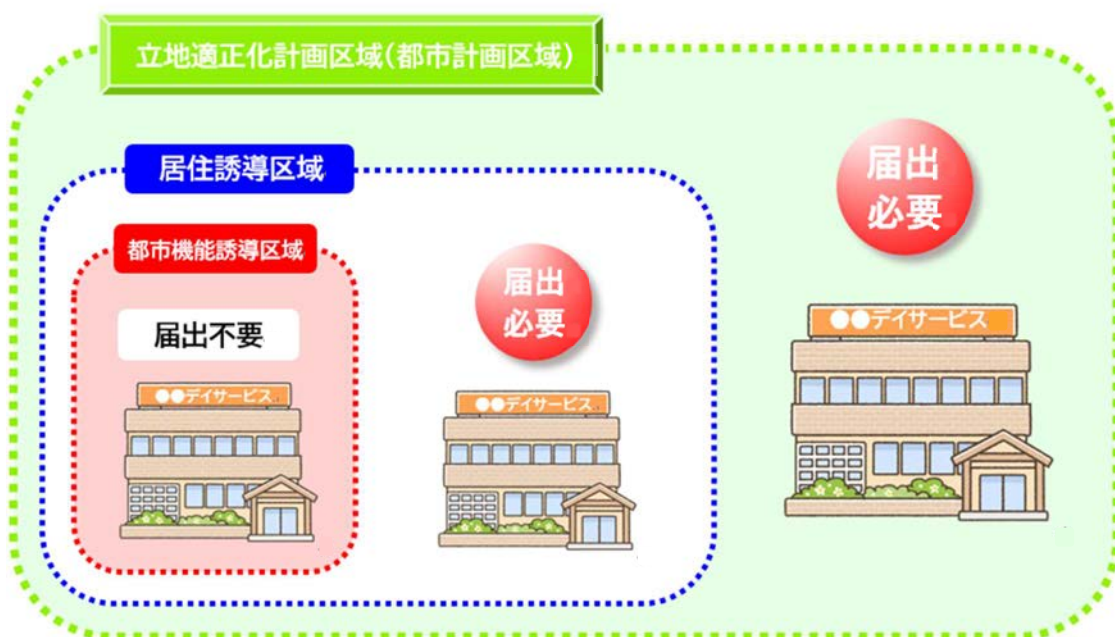 立地適正化計画区域(都市計画区域)
居住誘導区域
都市機能誘導区域
届出不要
●●デイサービス
届出
必要
●●デイサービス
届出
必要
●●デイサービス